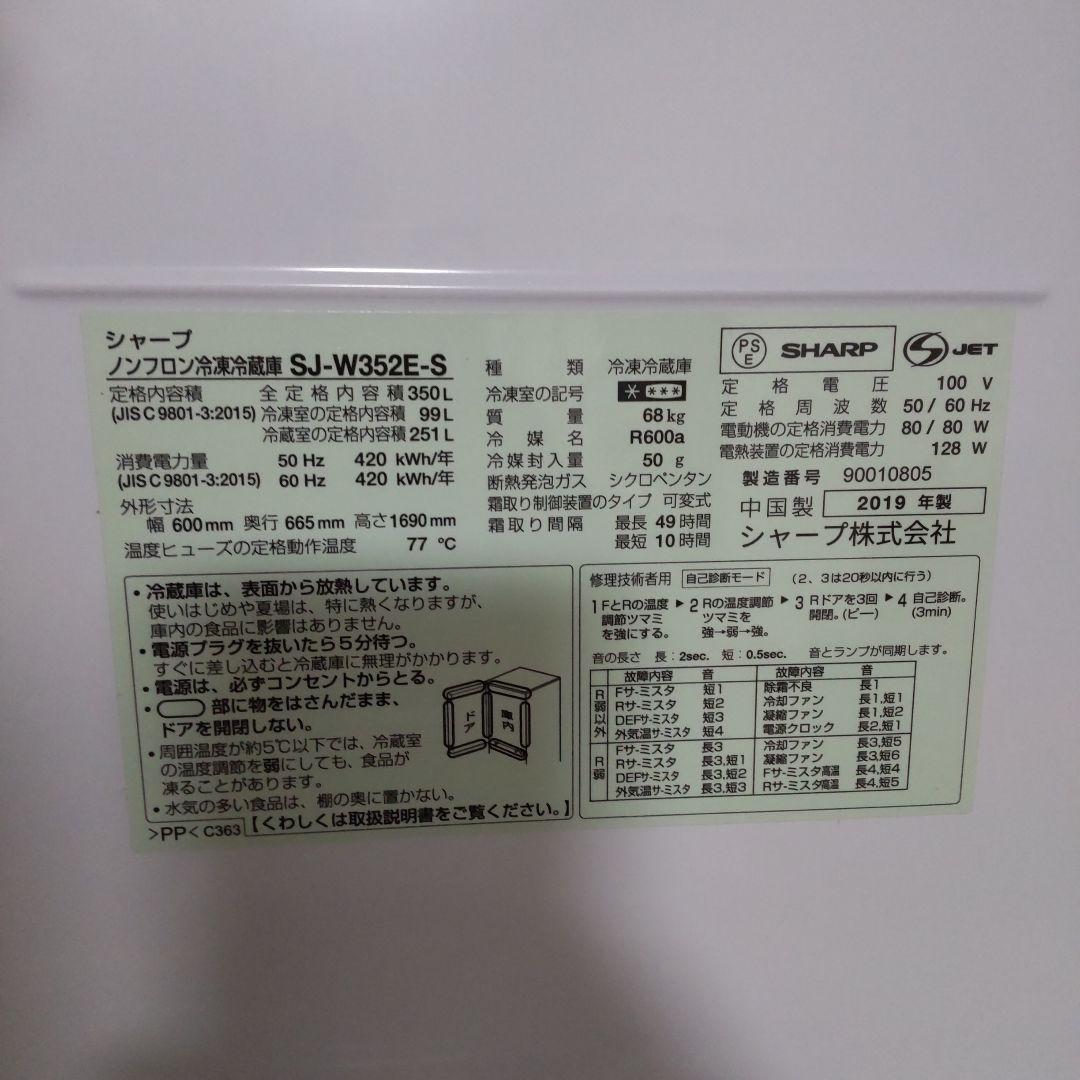 シャープ
ノンフロン冷凍冷蔵庫 SJ-W352E-S
定格内容積 全定格内容積 350 L
(JIS C 9801-3:2015) 冷凍室の定格内容積 99 L
冷蔵室の定格内容積 251 L
消費電力量 50 Hz 420 kWh/年
(JIS C 9801-3:2015) 60 Hz 420 kWh/年
外形寸法
幅 600 mm 奥行 665 mm 高さ 1690 mm
温度ヒューズの定格動作温度 77 ℃
種類 冷凍冷蔵庫
冷凍室の記号 * ***
質量 68 kg
冷媒名 R600a
冷媒封入量 50 g
断熱発泡ガス シクロペンタン
霜取り制御装置のタイプ 可変式
霜取り間隔 最長 49 時間
最短 10 時間
PSE SHARP S JET
定格電圧 100 V
定格周波数 50 / 60 Hz
電動機の定格消費電力 80 / 80 W
電熱装置の定格消費電力 128 W
製造番号 90010805
中国製 2019 年製
シャープ株式会社
・冷蔵庫は、表面から放熱しています。
使いはじめや夏場は、特に熱くなりますが、
庫内の食品に影響はありません。
・電源プラグを抜いたら5分待つ。
すぐに差し込むと冷蔵庫に無理がかかります。
・電源は、必ずコンセントからとる。
・ 部に物をはさんだまま、
ドアを開閉しない。
・周囲温度が約5℃以下では、冷蔵室
の温度調節を弱にしても、食品が
凍ることがあります。
・水気の多い食品は、棚の奥に置かない。
ドア 庫内
>PP< C363 【くわしくは取扱説明書をご覧ください。】
修理技術者用 自己診断モード (2、3は20秒以内に行う)
1 FとRの温度調節ツマミを強にする。 ▶ 2 Rの温度調節ツマミを強→弱→強。 ▶ 3 Rドアを3回開閉。(ピー) ▶ 4 自己診断。(3min)
音の長さ 長:2sec. 短:0.5sec. 音とランプが同期します。
故障内容 音 故障内容 音
R弱以外 Fサーミスタ 短1 除霜不良 長1
Rサーミスタ 短2 冷却ファン 長1,短1
DEFサーミスタ 短3 凝縮ファン 長1,短2
外気温サーミスタ 短4 電源クロック 長2,短1
R弱 Fサーミスタ 長3 冷却ファン 長3,短5
Rサーミスタ 長3,短1 凝縮ファン 長3,短6
DEFサーミスタ 長3,短2 Fサーミスタ高温 長4,短4
外気温サーミスタ 長3,短3 Rサーミスタ高温 長4,短5